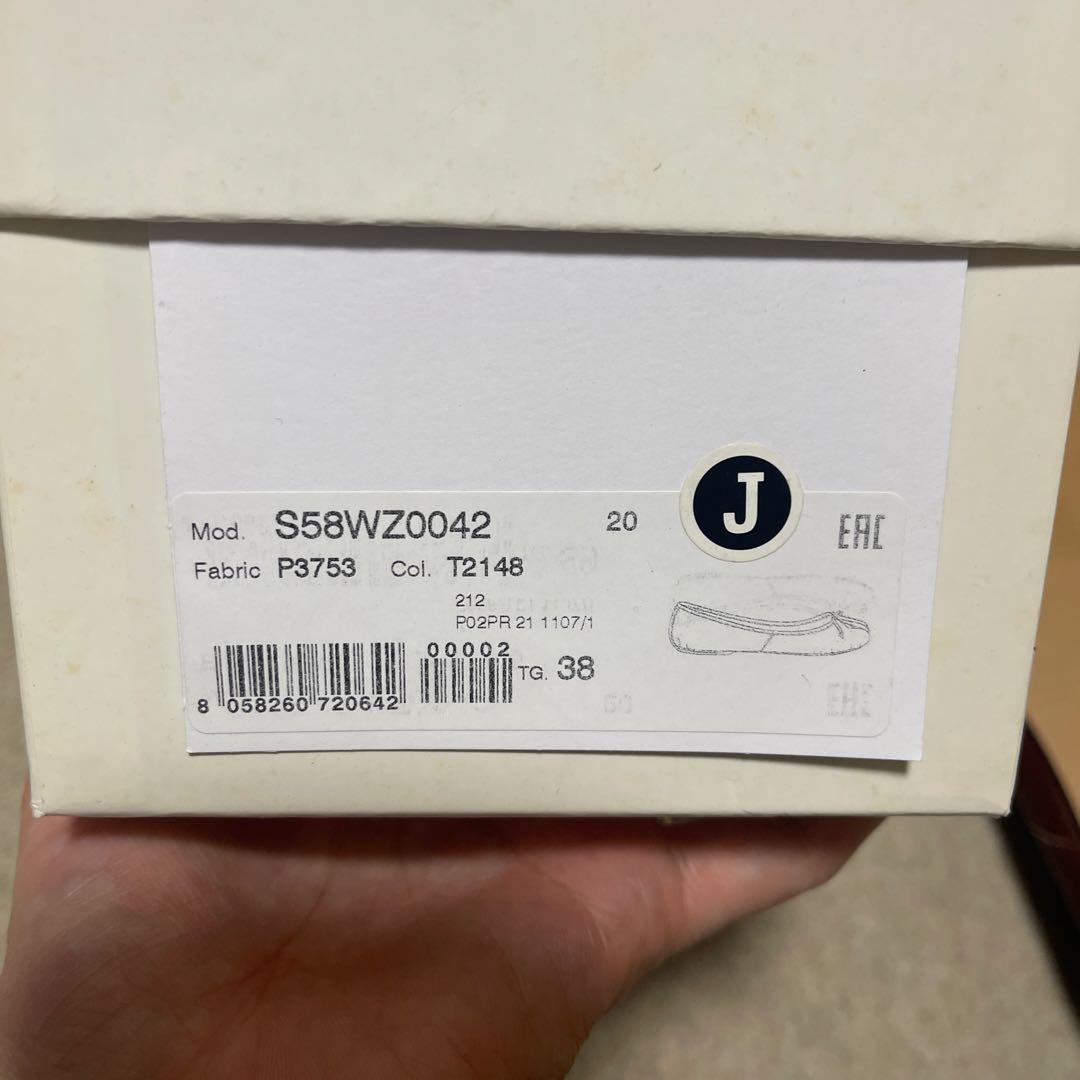 Mod. S58WZ0042 20
J
EAC
Fabric P3753 Col. T2148
212
P02PR 21 1107/1
00002
TG. 38
8 058260 720642